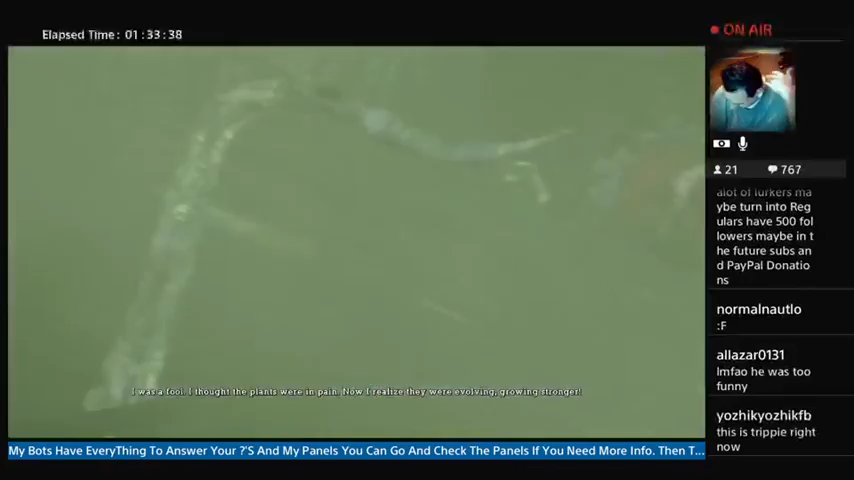 Elapsed Time: 01:33:38
ON AIR
21 767
alot of lurkers ma
ybe turn into Reg
ulars have 500 fol
lowers maybe in t
he future subs an
d PayPal Donatio
ns
normalnautlo
:F
allazar0131
lmfao he was too
funny
yozhikyozhikfb
this is trippie right
now
I was a fool. I thought the plants were in pain. Now I realize they were evolving, growing stronger!
My Bots Have EveryThing To Answer Your ?'S And My Panels You Can Go And Check The Panels If You Need More Info. Then T...